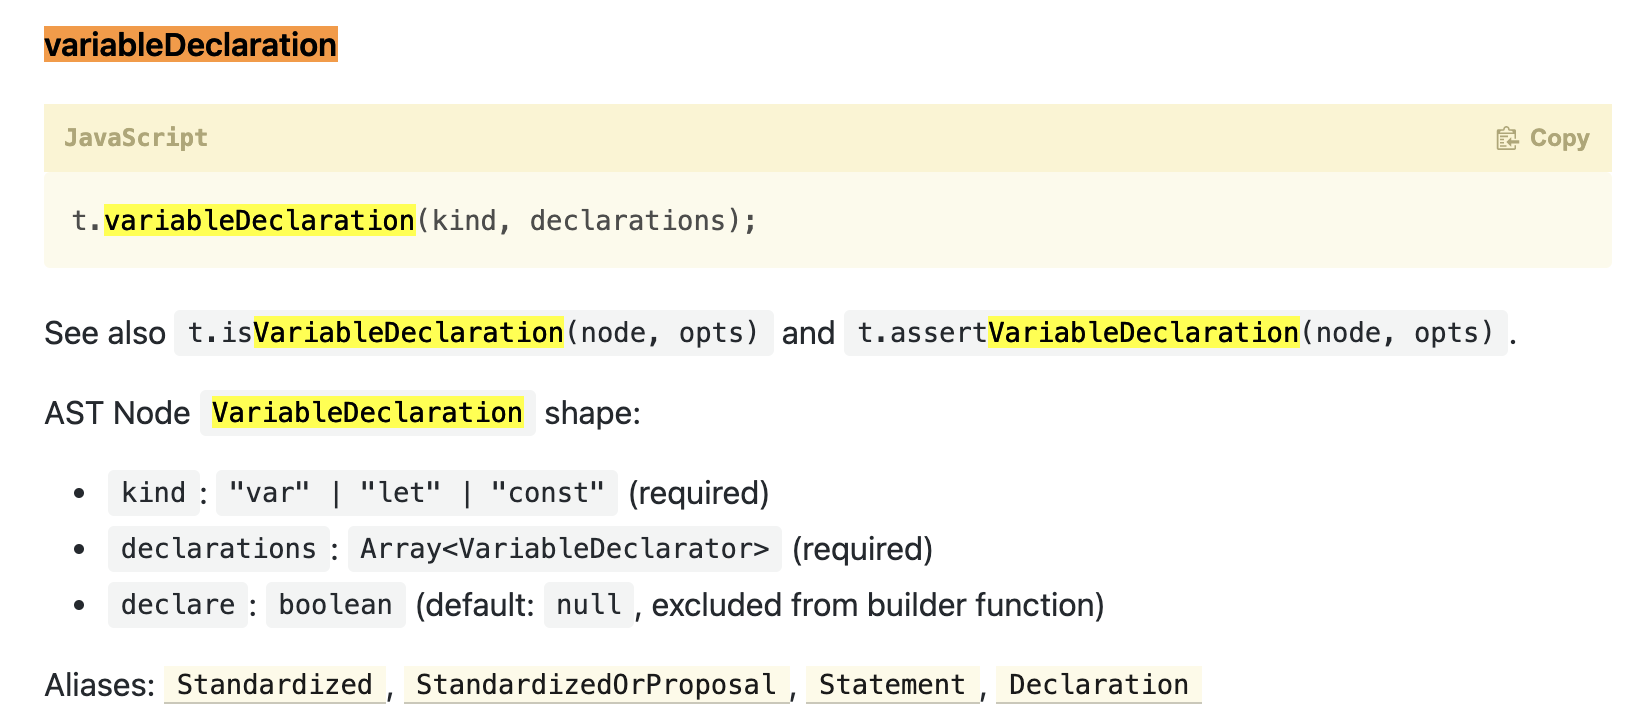 variableDeclaration
JavaScript
Copy
t.variableDeclaration(kind, declarations);
See also t.isVariableDeclaration(node, opts) and t.assertVariableDeclaration(node, opts).
AST Node VariableDeclaration shape:
• kind: "var" | "let" | "const" (required)
• declarations: Array<VariableDeclarator> (required)
• declare: boolean (default: null, excluded from builder function)
Aliases: Standardized, StandardizedOrProposal, Statement, Declaration